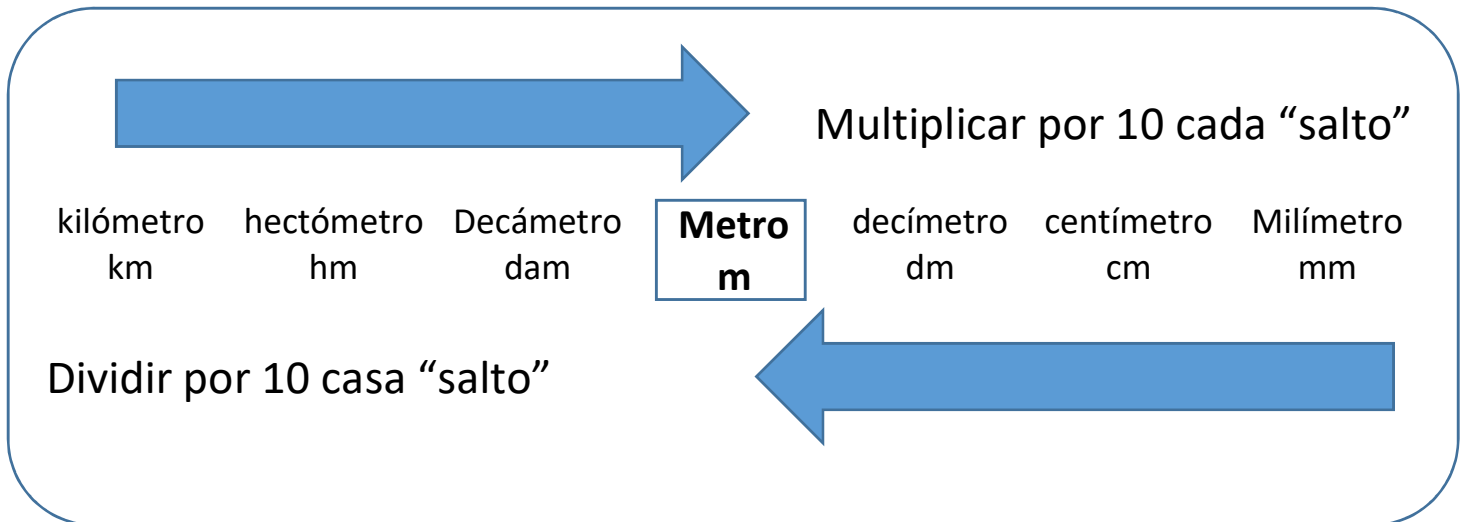 Multiplicar por 10 cada “salto”
kilómetro hectómetro Decámetro Metro decímetro centímetro Milímetro
km hm dam m dm cm mm
Dividir por 10 casa “salto”